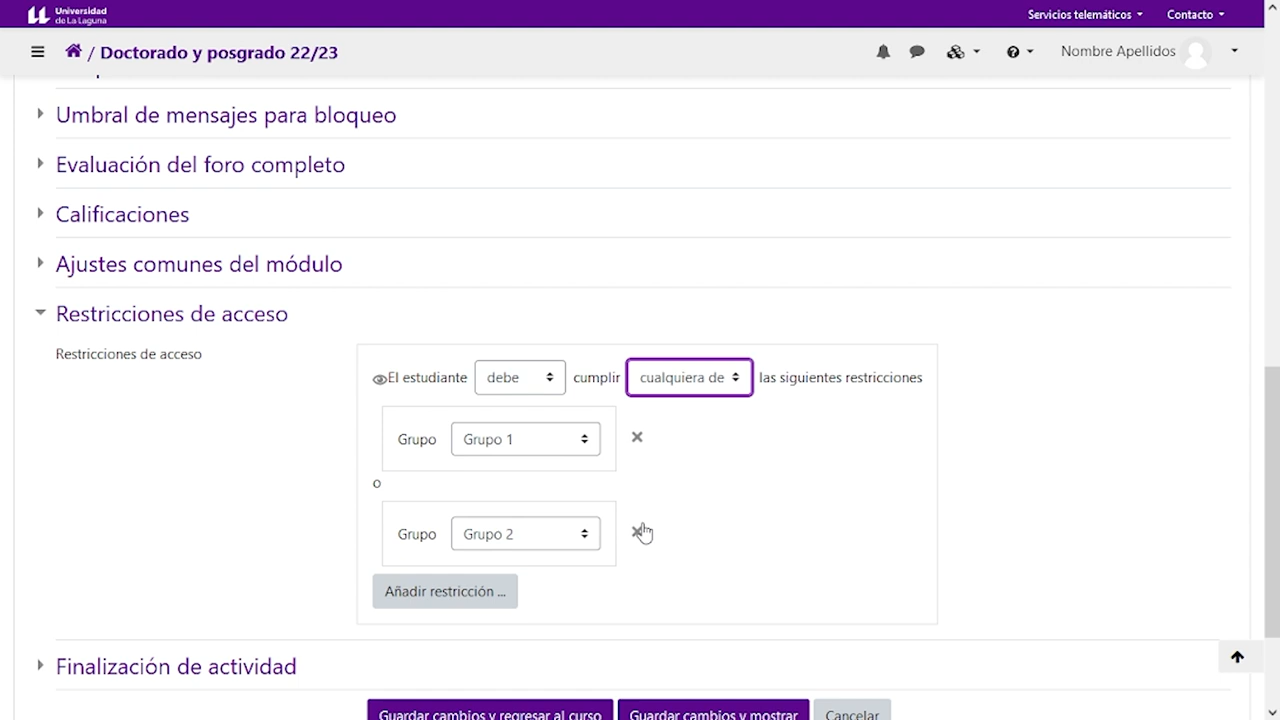 Universidad
de La Laguna
Servicios telemáticos
Contacto
/ Doctorado y posgrado 22/23
Nombre Apellidos
Umbral de mensajes para bloqueo
Evaluación del foro completo
Calificaciones
Ajustes comunes del módulo
Restricciones de acceso
Restricciones de acceso
El estudiante debe cumplir cualquiera de las siguientes restricciones
Grupo Grupo 1
o
Grupo Grupo 2
Añadir restricción ...
Finalización de actividad
Guardar cambios y regresar al curso Guardar cambios y mostrar Cancelar